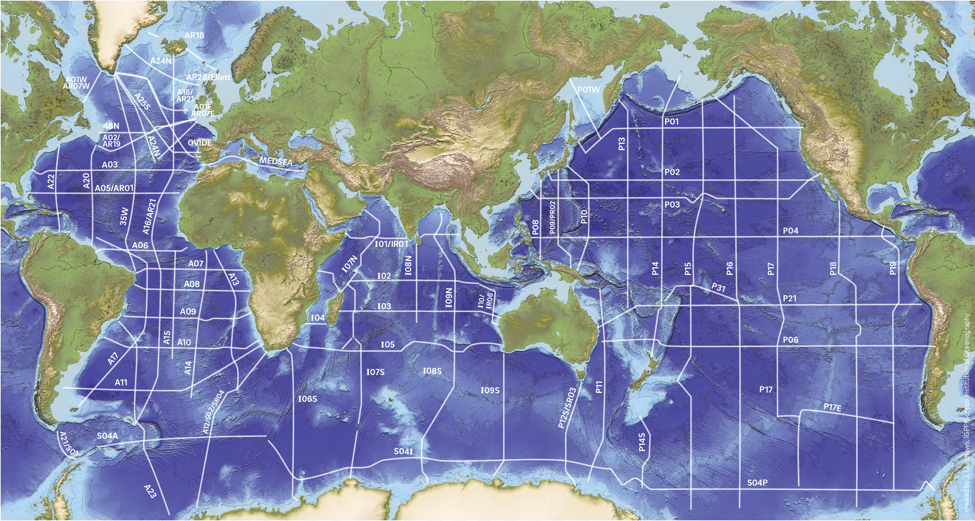 AR18
A24N
AR28/Ellett
A01W
AR07W
A16/
AR21
A25S
A01E
AR07E
48N
A02/
AR19
A24N
OVIDE
MEDSEA
A03
A22
A20
A05/AR01
35W
A16/AR21
A06
A07
A13
A08
A09
A15
A10
A17
A14
A11
A12/S02/SR04
A21/S01
S04A
A23
I01/IR01
I07N
I08N
I02
I09N
I10/
IR06
I03
I04
I05
I07S
I08S
I06S
I09S
S04I
P01W
P01
P13
P02
P03
P08
P09/PR02
P10
P04
P14
P15
P16
P17
P18
P19
P31
P21
P06
P11
P12S/SR03
P17
P17E
P14S
S04P